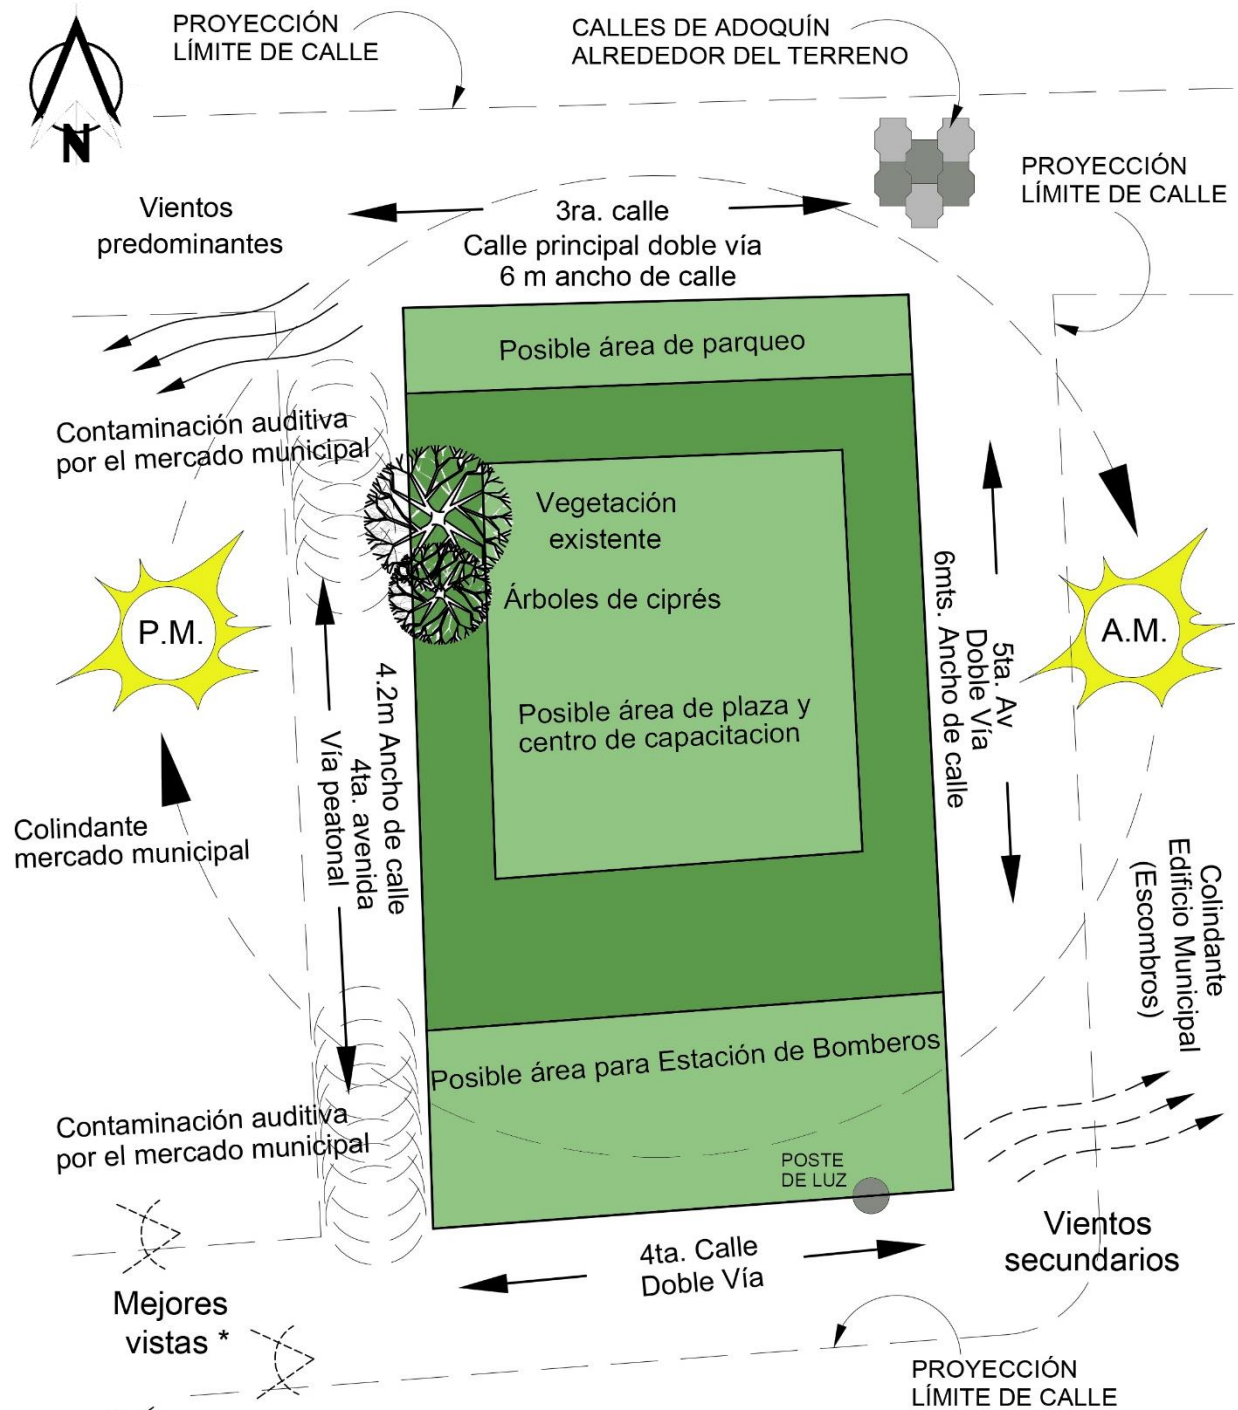 PROYECCIÓN
LÍMITE DE CALLE
CALLES DE ADOQUÍN
ALREDEDOR DEL TERRENO
N
PROYECCIÓN
LÍMITE DE CALLE
Vientos
predominantes
3ra. calle
Calle principal doble vía
6 m ancho de calle
Posible área de parqueo
Contaminación auditiva
por el mercado municipal
Vegetación
existente
Árboles de ciprés
P.M.
A.M.
5ta. Av
Doble Vía
6mts. Ancho de calle
4.2m Ancho de calle
4ta. avenida
Vía peatonal
Posible área de plaza y
centro de capacitacion
Colindante
mercado municipal
Colindante
Edificio Municipal
(Escombros)
Posible área para Estación de Bomberos
Contaminación auditiva
por el mercado municipal
POSTE
DE LUZ
Vientos
secundarios
4ta. Calle
Doble Vía
Mejores
vistas *
PROYECCIÓN
LÍMITE DE CALLE